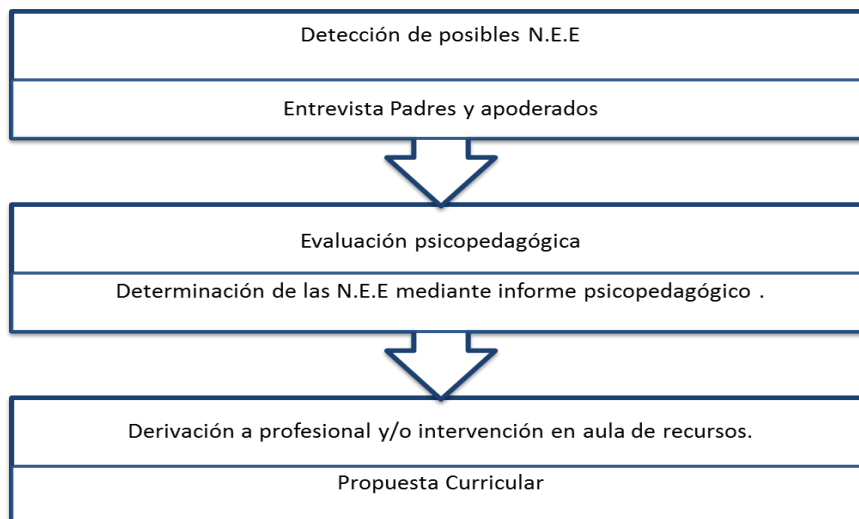 Detección de posibles N.E.E
Entrevista Padres y apoderados
Evaluación psicopedagógica
Determinación de las N.E.E mediante informe psicopedagógico .
Derivación a profesional y/o intervención en aula de recursos.
Propuesta Curricular